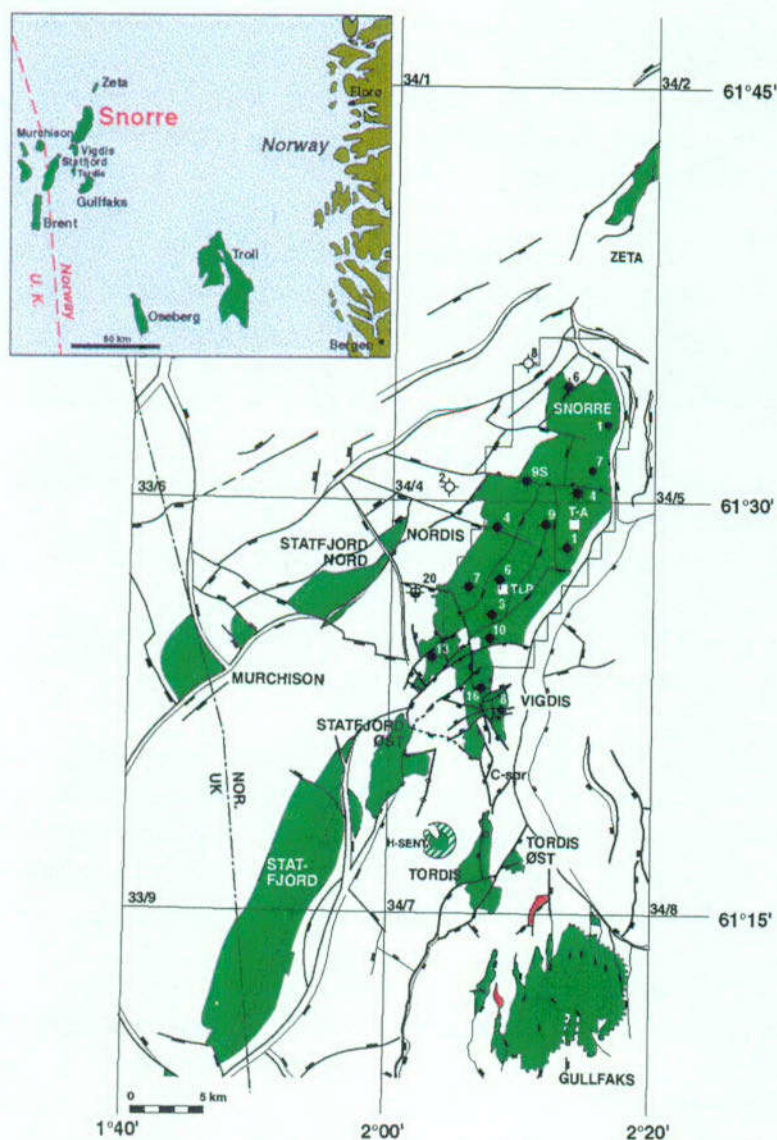 Zeta
Snorre
Murchison
Vigdis
Statfjord
Tordis
Gullfaks
Brent
Norway
U. K.
Norway
Florø
Troll
Oseberg
Bergen
50 km
34/1
34/2
61°45'
ZETA
8
6
SNORRE
1
7
9S
2
4
33/6
34/4
34/5
61°30'
4
9
T-A
NORDIS
STATFJORD
NORD
1
20
7
6
TLP
3
10
13
MURCHISON
16
VIGDIS
STATFJORD
ØST
C-sør
NOR.
UK
H-SENT.
TORDIS
ØST
STAT-
FJORD
TORDIS
33/9
34/7
34/8
61°15'
GULLFAKS
0
5 km
1°40'
2°00'
2°20'